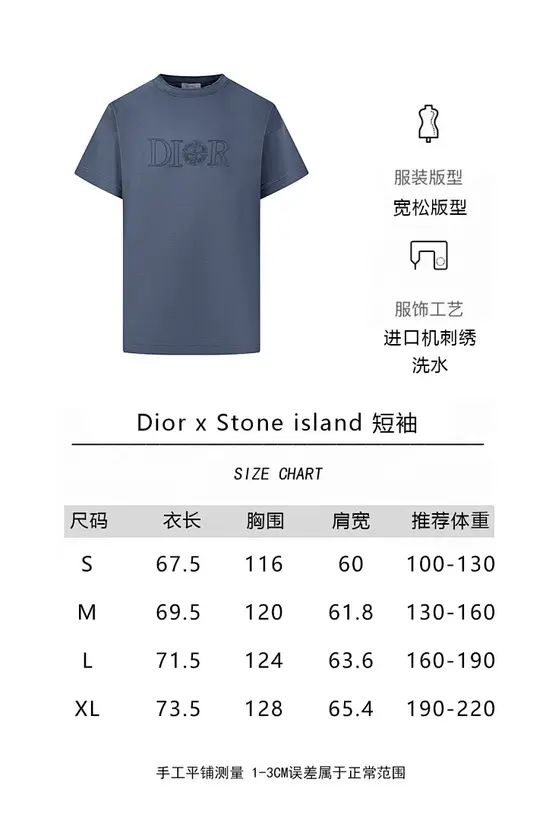 DIOR
服装版型
宽松版型
服饰工艺
进口机刺绣
洗水
Dior x Stone island 短袖
SIZE CHART
尺码 衣长 胸围 肩宽 推荐体重
S 67.5 116 60 100-130
M 69.5 120 61.8 130-160
L 71.5 124 63.6 160-190
XL 73.5 128 65.4 190-220
手工平铺测量 1-3CM误差属于正常范围